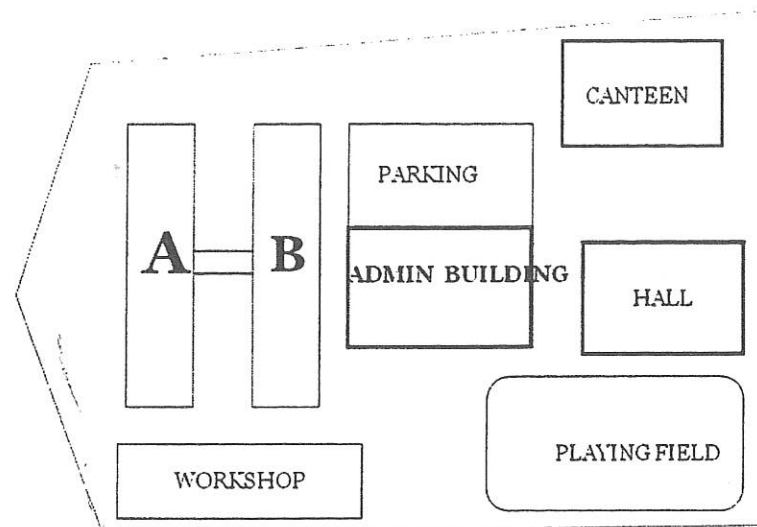 CANTEEN
PARKING
A
B
ADMIN BUILDING
HALL
PLAYING FIELD
WORKSHOP